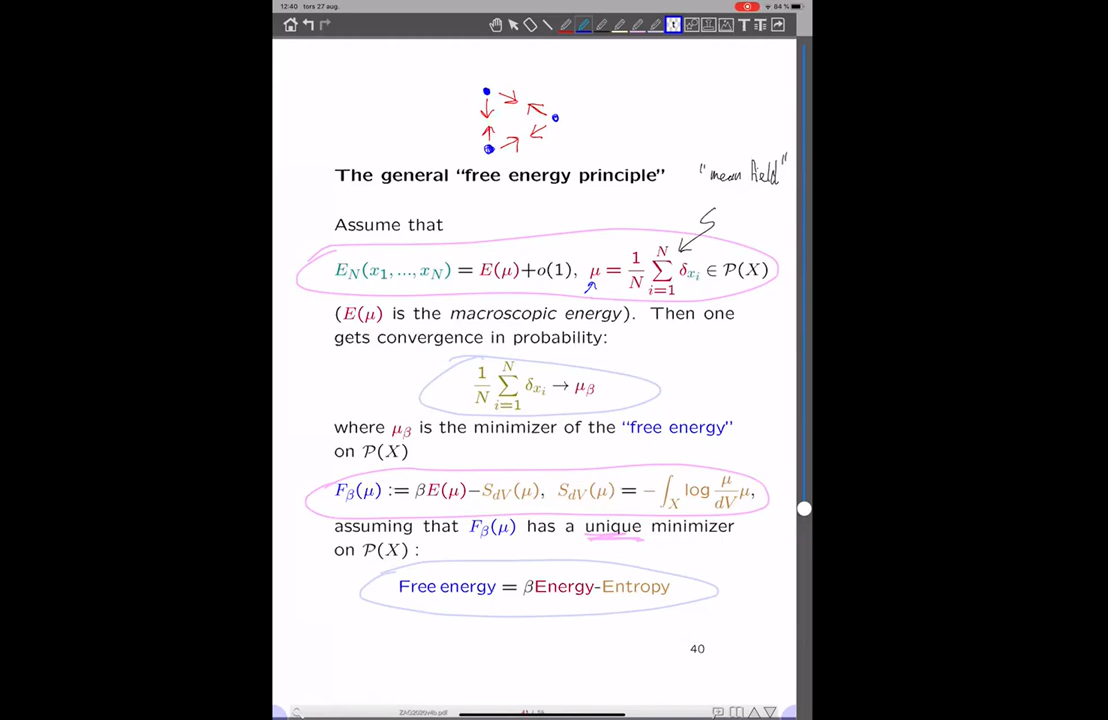 12:40 tors 27 aug.
84 %
The general “free energy principle”
"mean field"
Assume that
E_N(x_1, ..., x_N) = E(μ)+o(1), μ = 1/N ∑_{i=1}^{N} δ_{x_i} ∈ P(X)
(E(μ) is the macroscopic energy). Then one
gets convergence in probability:
1/N ∑_{i=1}^{N} δ_{x_i} → μ_β
where μ_β is the minimizer of the “free energy”
on P(X)
F_β(μ) := βE(μ)−S_{dV}(μ), S_{dV}(μ) = −∫_X log μ/dV μ,
assuming that F_β(μ) has a unique minimizer
on P(X) :
Free energy = βEnergy-Entropy
40
ZAG2020v4b.pdf